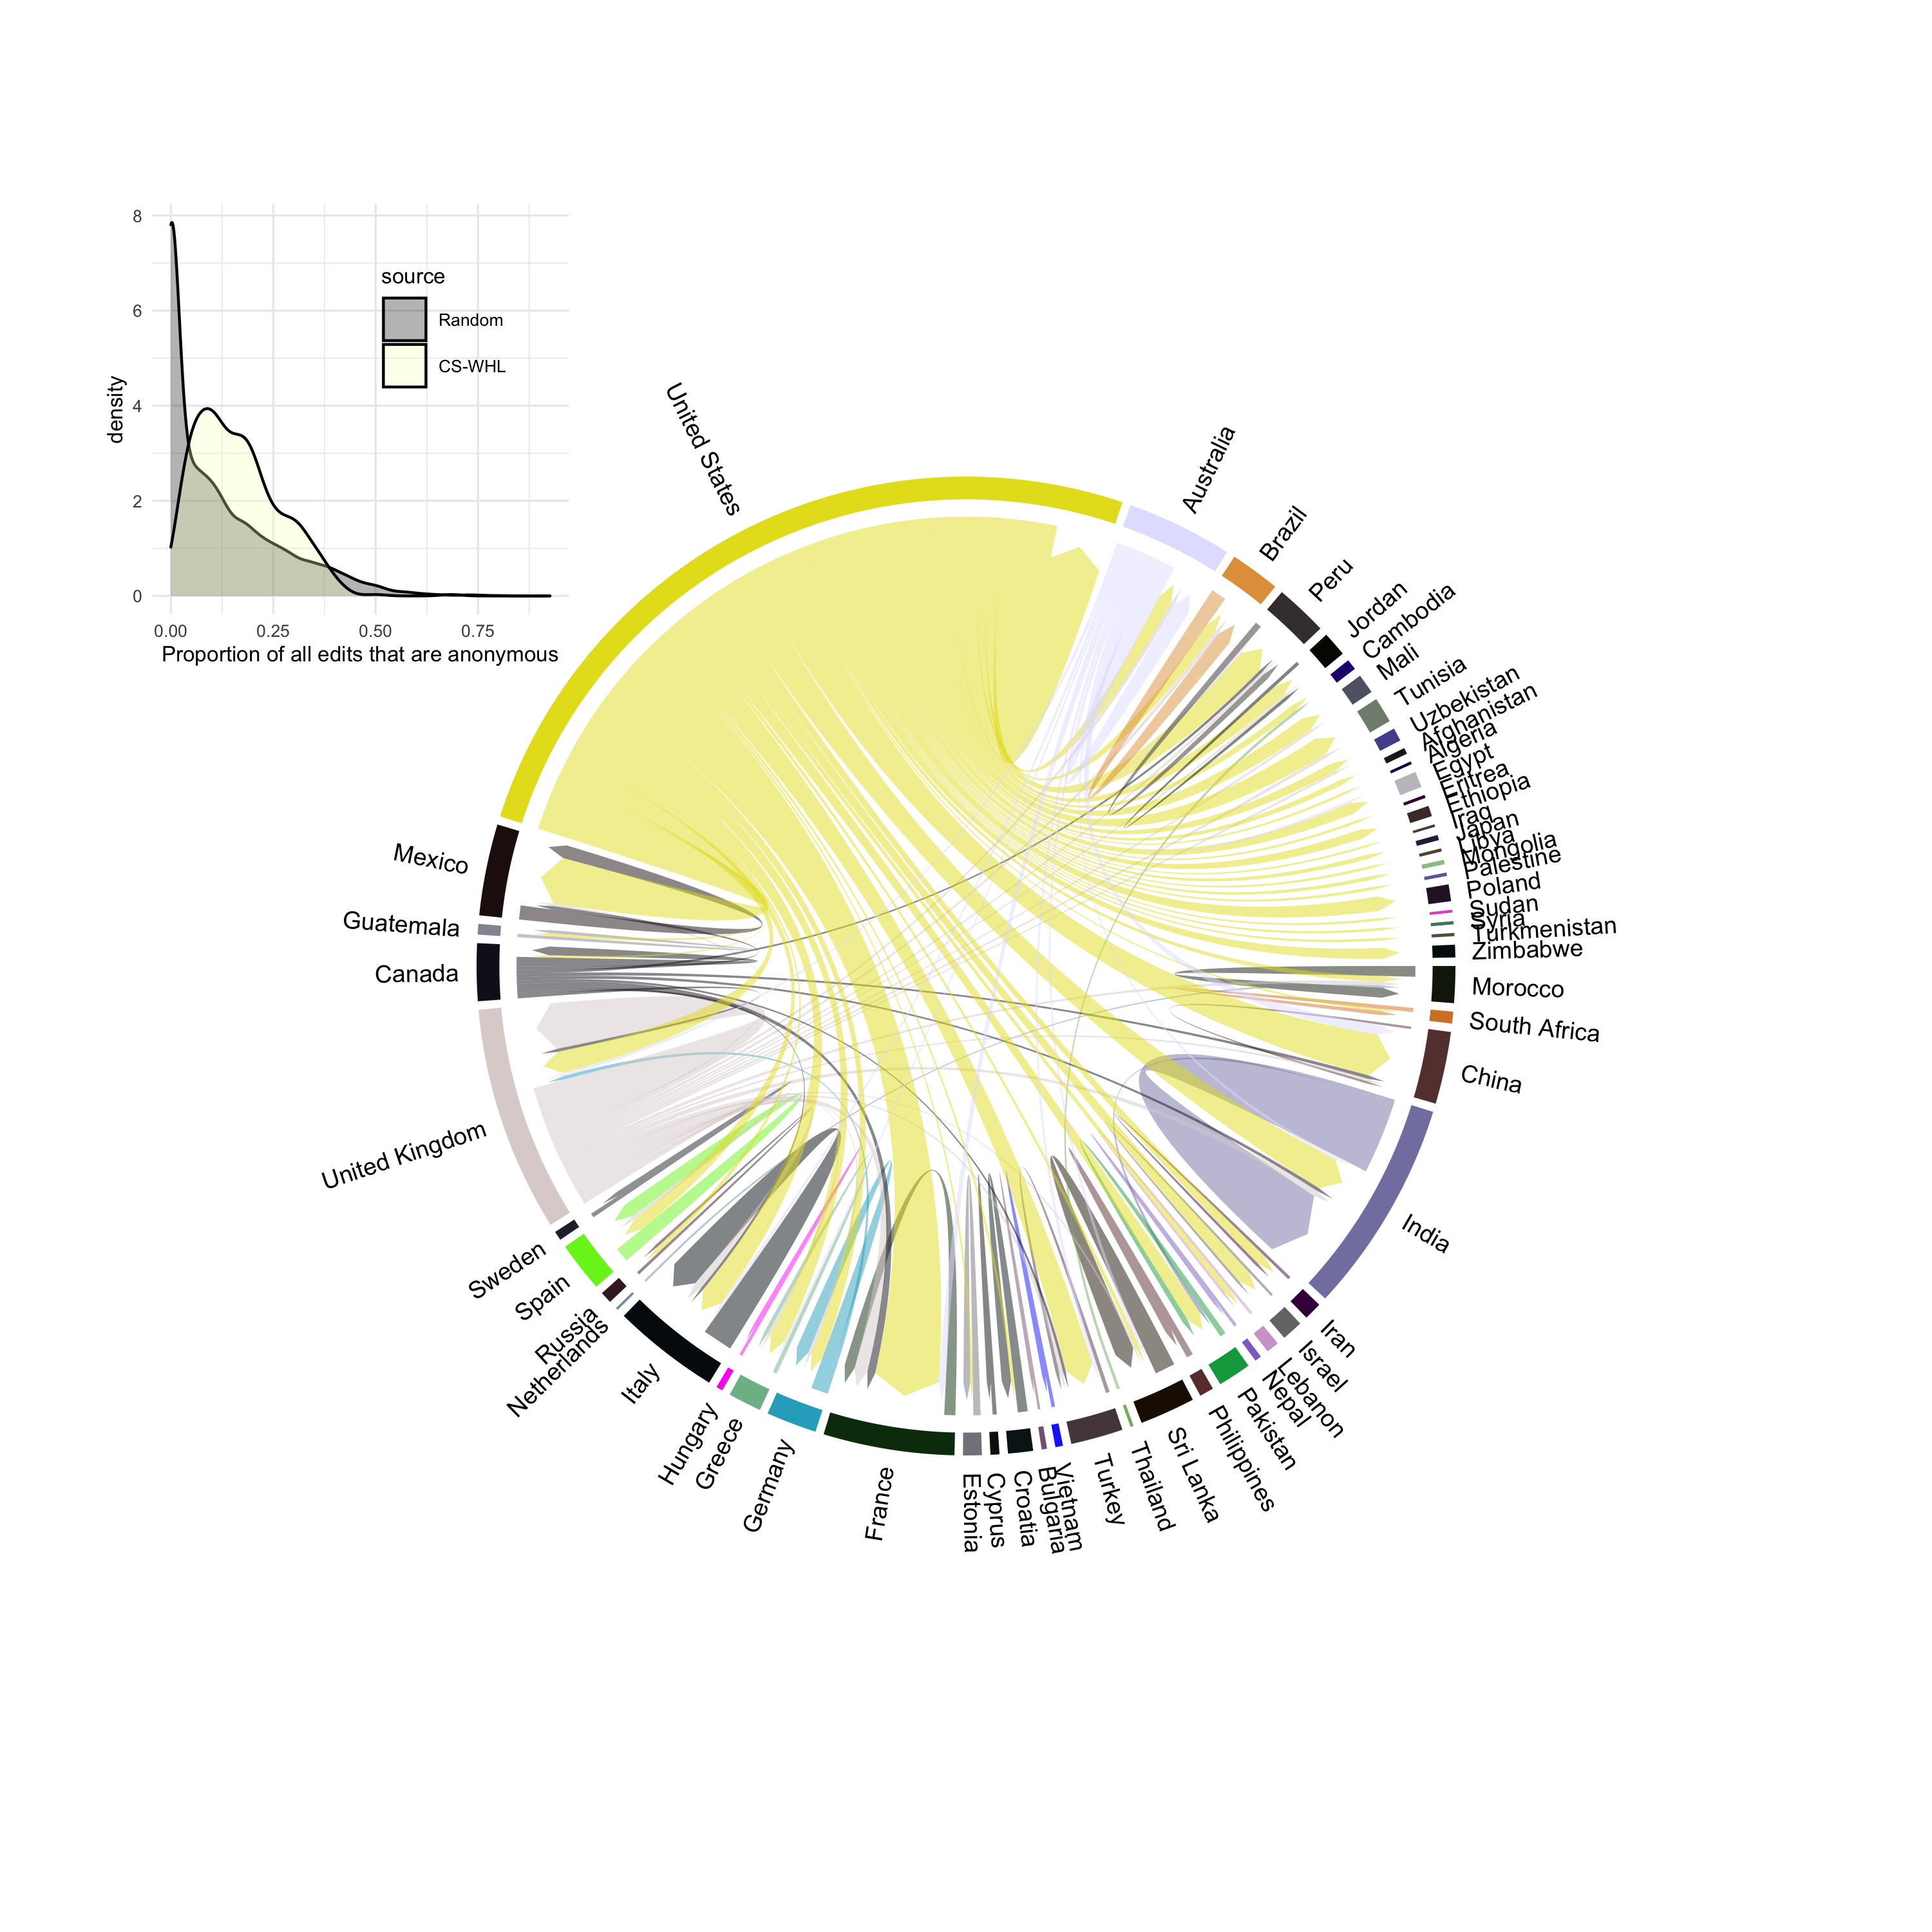 8
6
4
2
0
density
source
Random
CS-WHL
0.00 0.25 0.50 0.75
Proportion of all edits that are anonymous
United States
Australia
Brazil
Peru
Jordan
Cambodia
Mali
Tunisia
Uzbekistan
Afghanistan
Algeria
Egypt
Eritrea
Ethiopia
Iraq
Japan
Libya
Mongolia
Palestine
Poland
Sudan
Syria
Turkmenistan
Zimbabwe
Morocco
South Africa
China
India
Iran
Israel
Lebanon
Nepal
Pakistan
Philippines
Sri Lanka
Thailand
Turkey
Vietnam
Bulgaria
Croatia
Cyprus
Estonia
France
Germany
Greece
Hungary
Italy
Netherlands
Russia
Spain
Sweden
United Kingdom
Canada
Guatemala
Mexico